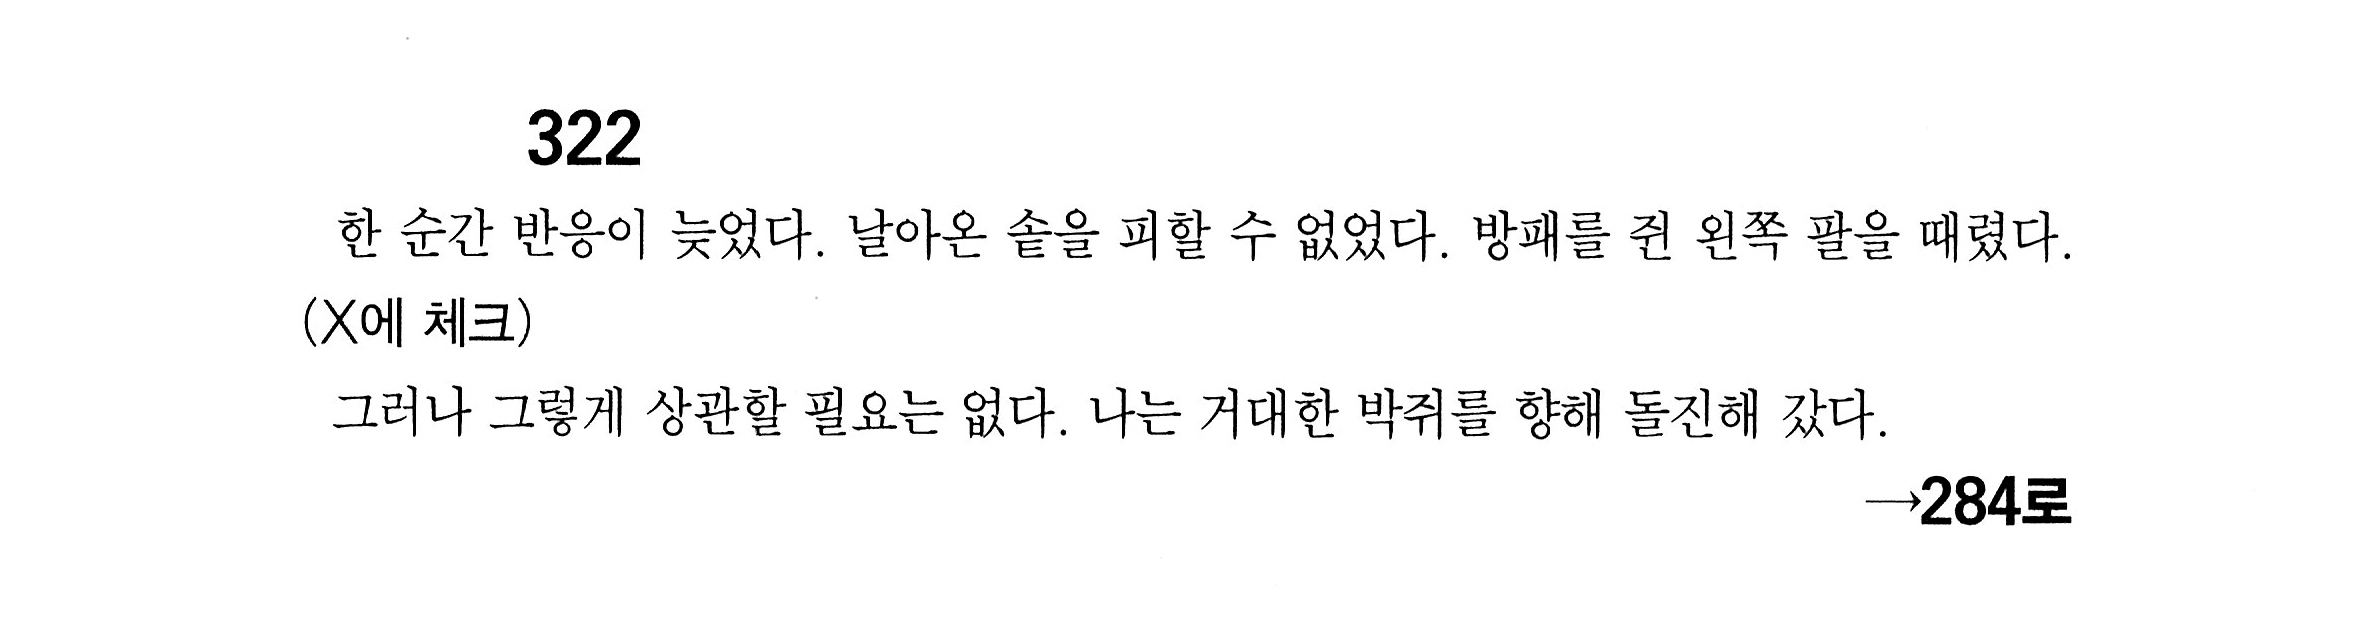 322
한 순간 반응이 늦었다. 날아온 솥을 피할 수 없었다. 방패를 쥔 왼쪽 팔을 때렸다.
(X에 체크)
그러나 그렇게 상관할 필요는 없다. 나는 거대한 박쥐를 향해 돌진해 갔다.
→284로